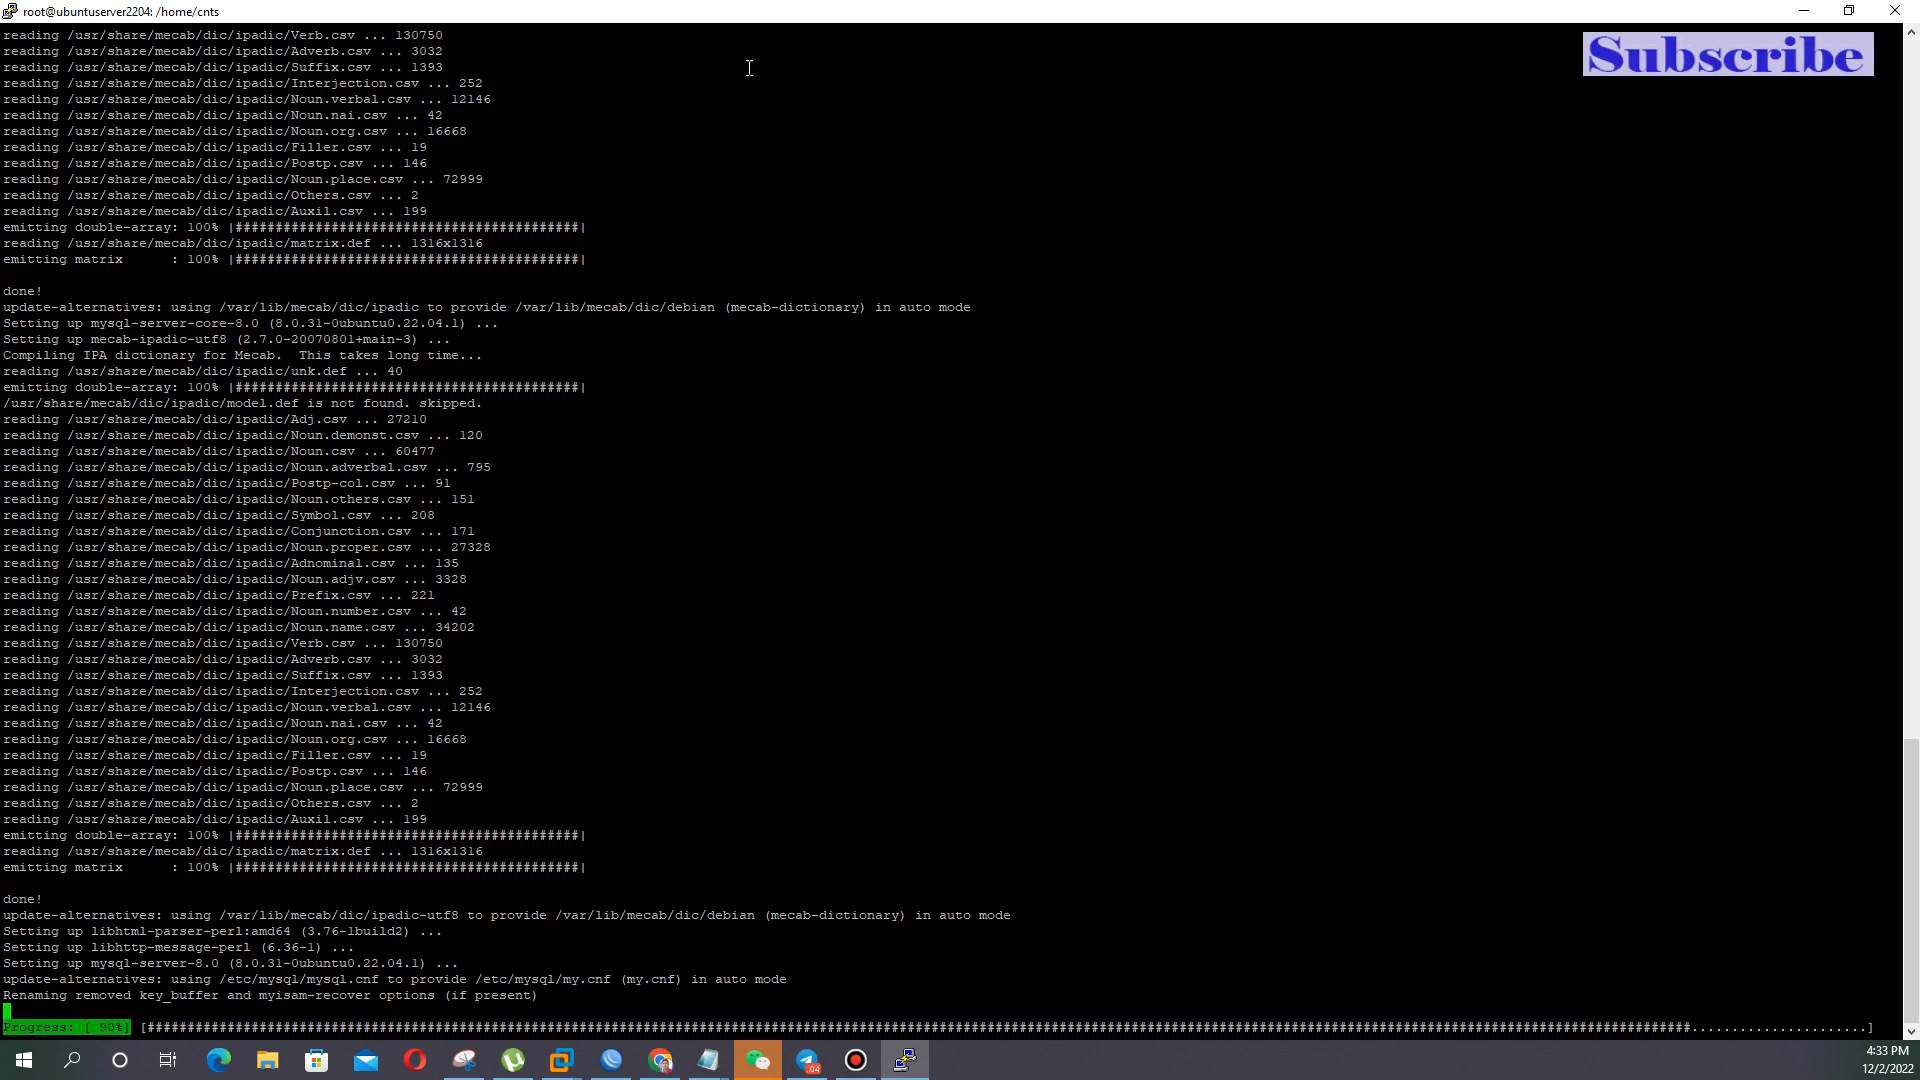 root@ubuntuserver2204: /home/cnts
Subscribe
reading /usr/share/mecab/dic/ipadic/Verb.csv ... 130750
reading /usr/share/mecab/dic/ipadic/Adverb.csv ... 3032
reading /usr/share/mecab/dic/ipadic/Suffix.csv ... 1393
reading /usr/share/mecab/dic/ipadic/Interjection.csv ... 252
reading /usr/share/mecab/dic/ipadic/Noun.verbal.csv ... 12146
reading /usr/share/mecab/dic/ipadic/Noun.nai.csv ... 42
reading /usr/share/mecab/dic/ipadic/Noun.org.csv ... 16668
reading /usr/share/mecab/dic/ipadic/Filler.csv ... 19
reading /usr/share/mecab/dic/ipadic/Postp.csv ... 146
reading /usr/share/mecab/dic/ipadic/Noun.place.csv ... 72999
reading /usr/share/mecab/dic/ipadic/Others.csv ... 2
reading /usr/share/mecab/dic/ipadic/Auxil.csv ... 199
emitting double-array: 100% |###########################################|
reading /usr/share/mecab/dic/ipadic/matrix.def ... 1316x1316
emitting matrix      : 100% |###########################################|
done!
update-alternatives: using /var/lib/mecab/dic/ipadic to provide /var/lib/mecab/dic/debian (mecab-dictionary) in auto mode
Setting up mysql-server-core-8.0 (8.0.31-0ubuntu0.22.04.1) ...
Setting up mecab-ipadic-utf8 (2.7.0-20070801+main-3) ...
Compiling IPA dictionary for Mecab.  This takes long time...
reading /usr/share/mecab/dic/ipadic/unk.def ... 40
emitting double-array: 100% |###########################################|
/usr/share/mecab/dic/ipadic/model.def is not found. skipped.
reading /usr/share/mecab/dic/ipadic/Adj.csv ... 27210
reading /usr/share/mecab/dic/ipadic/Noun.demonst.csv ... 120
reading /usr/share/mecab/dic/ipadic/Noun.csv ... 60477
reading /usr/share/mecab/dic/ipadic/Noun.adverbal.csv ... 795
reading /usr/share/mecab/dic/ipadic/Postp-col.csv ... 91
reading /usr/share/mecab/dic/ipadic/Noun.others.csv ... 151
reading /usr/share/mecab/dic/ipadic/Symbol.csv ... 208
reading /usr/share/mecab/dic/ipadic/Conjunction.csv ... 171
reading /usr/share/mecab/dic/ipadic/Noun.proper.csv ... 27328
reading /usr/share/mecab/dic/ipadic/Adnominal.csv ... 135
reading /usr/share/mecab/dic/ipadic/Noun.adjv.csv ... 3328
reading /usr/share/mecab/dic/ipadic/Prefix.csv ... 221
reading /usr/share/mecab/dic/ipadic/Noun.number.csv ... 42
reading /usr/share/mecab/dic/ipadic/Noun.name.csv ... 34202
reading /usr/share/mecab/dic/ipadic/Verb.csv ... 130750
reading /usr/share/mecab/dic/ipadic/Adverb.csv ... 3032
reading /usr/share/mecab/dic/ipadic/Suffix.csv ... 1393
reading /usr/share/mecab/dic/ipadic/Interjection.csv ... 252
reading /usr/share/mecab/dic/ipadic/Noun.verbal.csv ... 12146
reading /usr/share/mecab/dic/ipadic/Noun.nai.csv ... 42
reading /usr/share/mecab/dic/ipadic/Noun.org.csv ... 16668
reading /usr/share/mecab/dic/ipadic/Filler.csv ... 19
reading /usr/share/mecab/dic/ipadic/Postp.csv ... 146
reading /usr/share/mecab/dic/ipadic/Noun.place.csv ... 72999
reading /usr/share/mecab/dic/ipadic/Others.csv ... 2
reading /usr/share/mecab/dic/ipadic/Auxil.csv ... 199
emitting double-array: 100% |###########################################|
reading /usr/share/mecab/dic/ipadic/matrix.def ... 1316x1316
emitting matrix      : 100% |###########################################|
done!
update-alternatives: using /var/lib/mecab/dic/ipadic-utf8 to provide /var/lib/mecab/dic/debian (mecab-dictionary) in auto mode
Setting up libhtml-parser-perl:amd64 (3.76-1build2) ...
Setting up libhttp-message-perl (6.36-1) ...
Setting up mysql-server-8.0 (8.0.31-0ubuntu0.22.04.1) ...
update-alternatives: using /etc/mysql/mysql.cnf to provide /etc/mysql/my.cnf (my.cnf) in auto mode
Renaming removed key_buffer and myisam-recover options (if present)
Progress: [ 90%] [#################################################################################################################################################################################################......................]
04
4:33 PM
12/2/2022